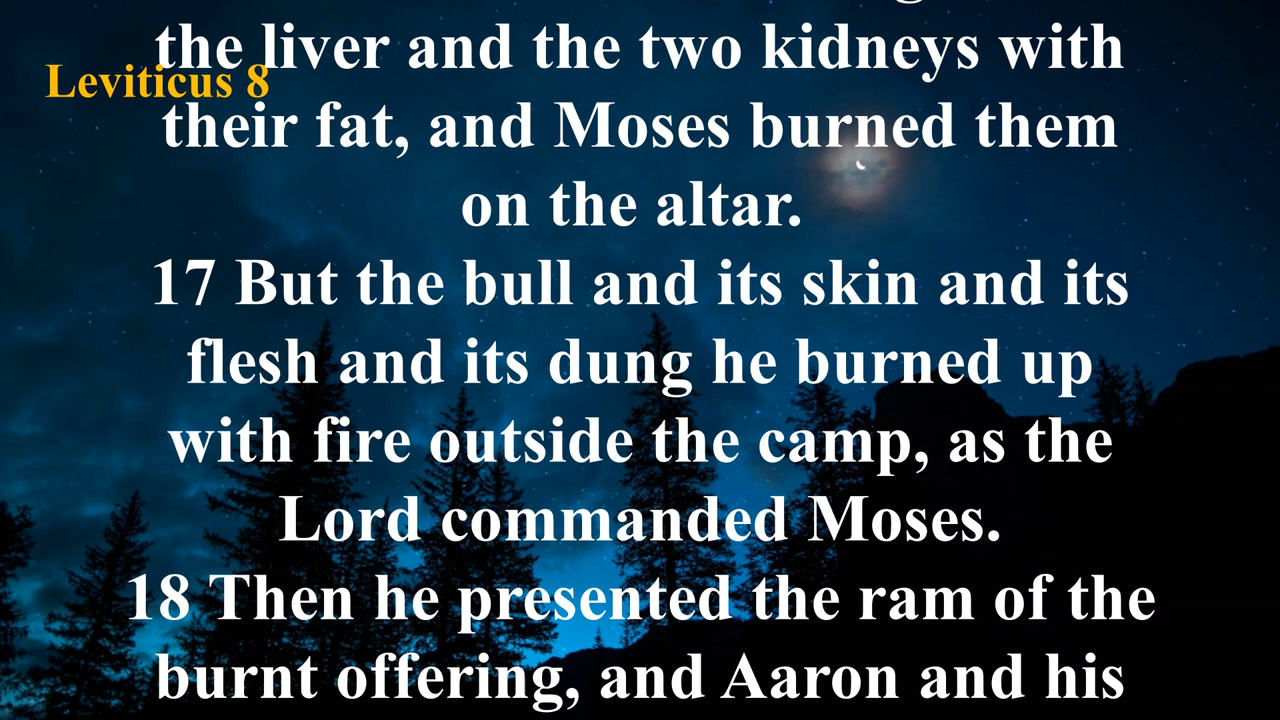 the liver and the two kidneys with
Leviticus 8
their fat, and Moses burned them
on the altar.
17 But the bull and its skin and its
flesh and its dung he burned up
with fire outside the camp, as the
Lord commanded Moses.
18 Then he presented the ram of the
burnt offering, and Aaron and his